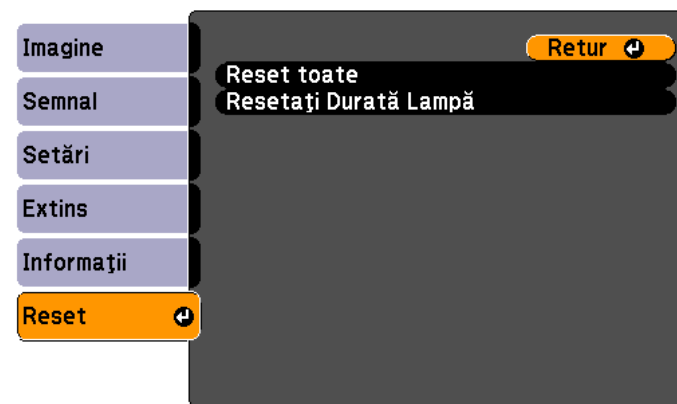 Imagine
Semnal
Setări
Extins
Informaţii
Reset
Retur
Reset toate
Resetaţi Durată Lampă